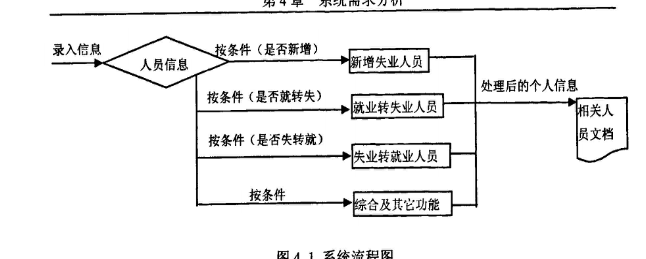 第4章 系统需求分析
录入信息
人员信息
按条件（是否新增）
新增失业人员
按条件（是否就转失）
就业转失业人员
处理后的个人信息
相关人
员文档
按条件（是否失转就）
失业转就业人员
按条件
综合及其它功能
图4.1 系统流程图